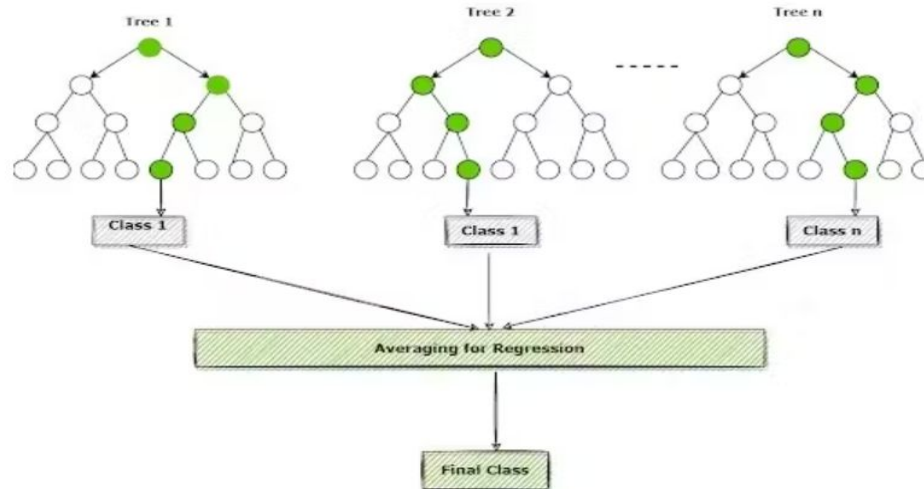 Tree 1
Tree 2
Tree n
Class 1
Class 1
Class n
Averaging for Regression
Final Class